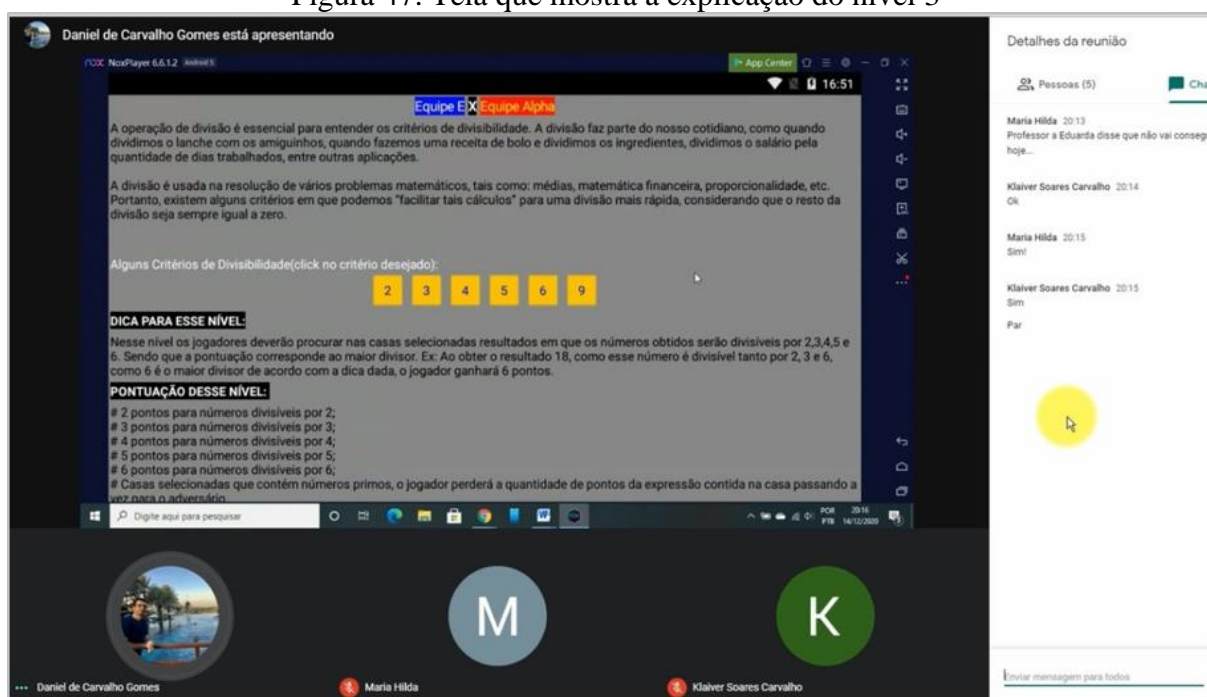 Daniel de Carvalho Gomes está apresentando
NoxPlayer 6.6.1.2 Android 5
App Center
16:51
Equipe E X Equipe Alpha
A operação de divisão é essencial para entender os critérios de divisibilidade. A divisão faz parte do nosso cotidiano, como quando
dividimos o lanche com os amiguinhos, quando fazemos uma receita de bolo e dividimos os ingredientes, dividimos o salário pela
quantidade de dias trabalhados, entre outras aplicações.
A divisão é usada na resolução de vários problemas matemáticos, tais como: médias, matemática financeira, proporcionalidade, etc.
Portanto, existem alguns critérios em que podemos "facilitar tais cálculos" para uma divisão mais rápida, considerando que o resto da
divisão seja sempre igual a zero.
Alguns Critérios de Divisibilidade(click no critério desejado):
2 3 4 5 6 9
DICA PARA ESSE NÍVEL:
Nesse nível os jogadores deverão procurar nas casas selecionadas resultados em que os números obtidos serão divisíveis por 2,3,4,5 e
6. Sendo que a pontuação corresponde ao maior divisor. Ex: Ao obter o resultado 18, como esse número é divisível tanto por 2, 3 e 6,
como 6 é o maior divisor de acordo com a dica dada, o jogador ganhará 6 pontos.
PONTUAÇÃO DESSE NÍVEL:
# 2 pontos para números divisíveis por 2;
# 3 pontos para números divisíveis por 3;
# 4 pontos para números divisíveis por 4;
# 5 pontos para números divisíveis por 5;
# 6 pontos para números divisíveis por 6;
# Casas selecionadas que contém números primos, o jogador perderá a quantidade de pontos da expressão contida na casa passando a
vez para o adversário
Digite aqui para pesquisar
POR 20:16
PTB 14/12/2020
M
K
Daniel de Carvalho Gomes
Maria Hilda
Klaiver Soares Carvalho
Detalhes da reunião
Pessoas (5)
Maria Hilda 20:13
Professor a Eduarda disse que não vai
hoje...
Klaiver Soares Carvalho 20:14
Ok
Maria Hilda 20:15
Sim!
Klaiver Soares Carvalho 20:15
Sim
Par
Enviar mensagem para todos